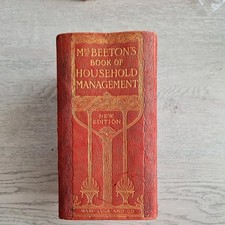 MRS BEETON'S
BOOK OF
HOUSEHOLD
MANAGEMENT
NEW
EDITION